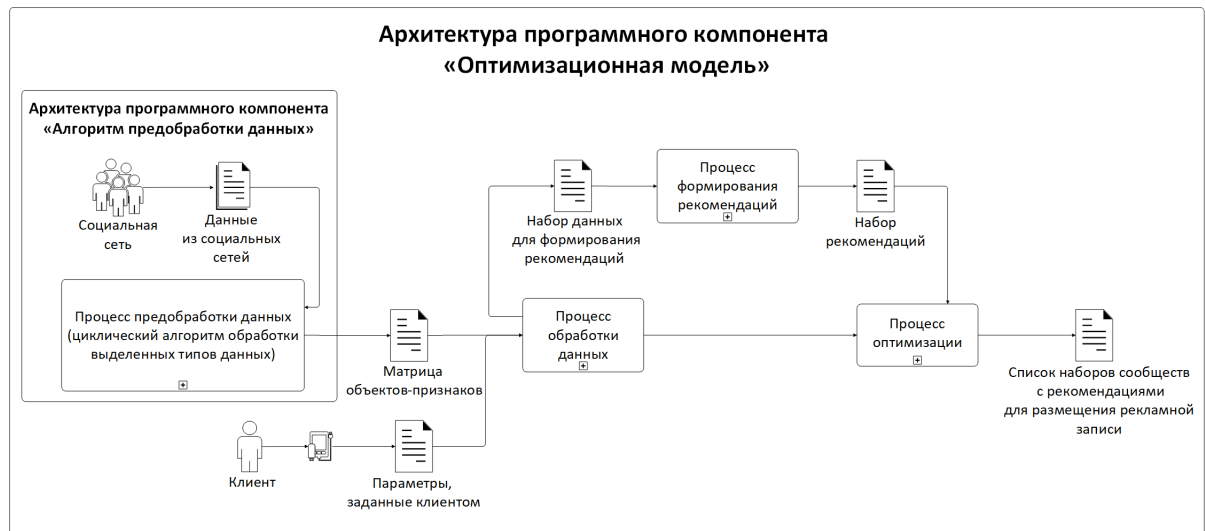 Архитектура программного компонента
«Оптимизационная модель»
Архитектура программного компонента
«Алгоритм предобработки данных»
Социальная
сеть
Данные
из социальных
сетей
Процесс предобработки данных
(циклический алгоритм обработки
выделенных типов данных)
Матрица
объектов-признаков
Клиент
Параметры,
заданные клиентом
Набор данных
для формирования
рекомендаций
Процесс
формирования
рекомендаций
Набор
рекомендаций
Процесс
обработки
данных
Процесс
оптимизации
Список наборов сообществ
с рекомендациями
для размещения рекламной
записи